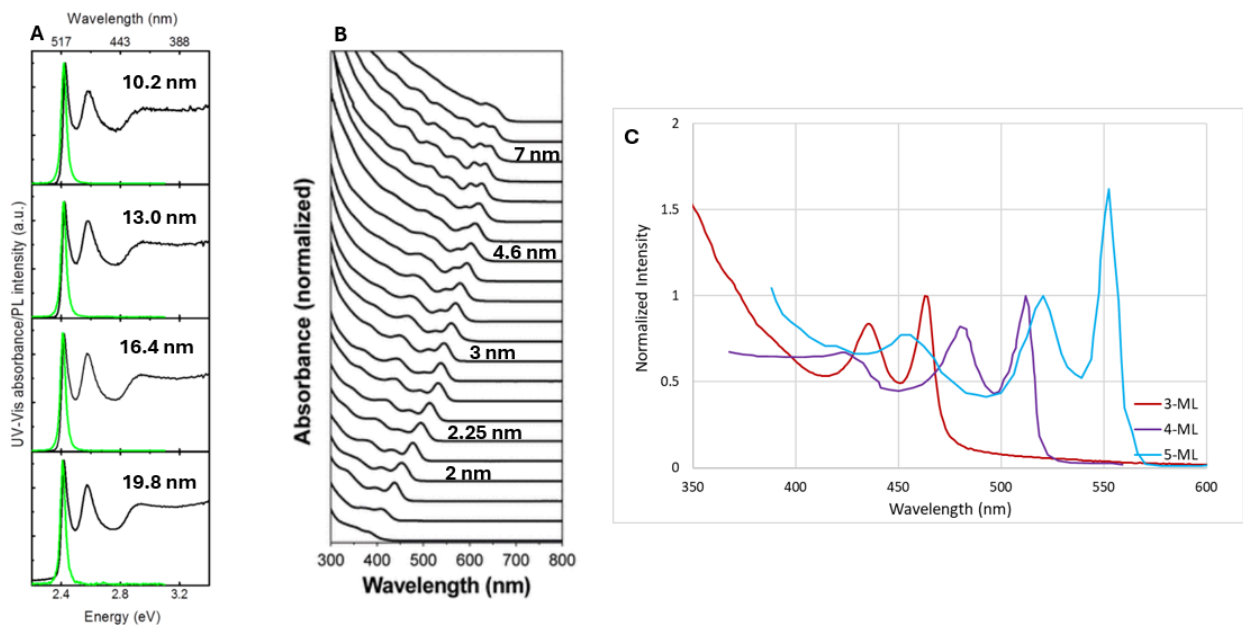 A
Wavelength (nm)
517 443 388
10.2 nm
13.0 nm
16.4 nm
19.8 nm
UV-Vis absorbance/PL intensity (a.u.)
2.4 2.8 3.2
Energy (eV)
B
7 nm
4.6 nm
3 nm
2.25 nm
2 nm
Absorbance (normalized)
300 400 500 600 700 800
Wavelength (nm)
C
2
1.5
1
0.5
0
Normalized Intensity
3-ML
4-ML
5-ML
350 400 450 500 550 600
Wavelength (nm)